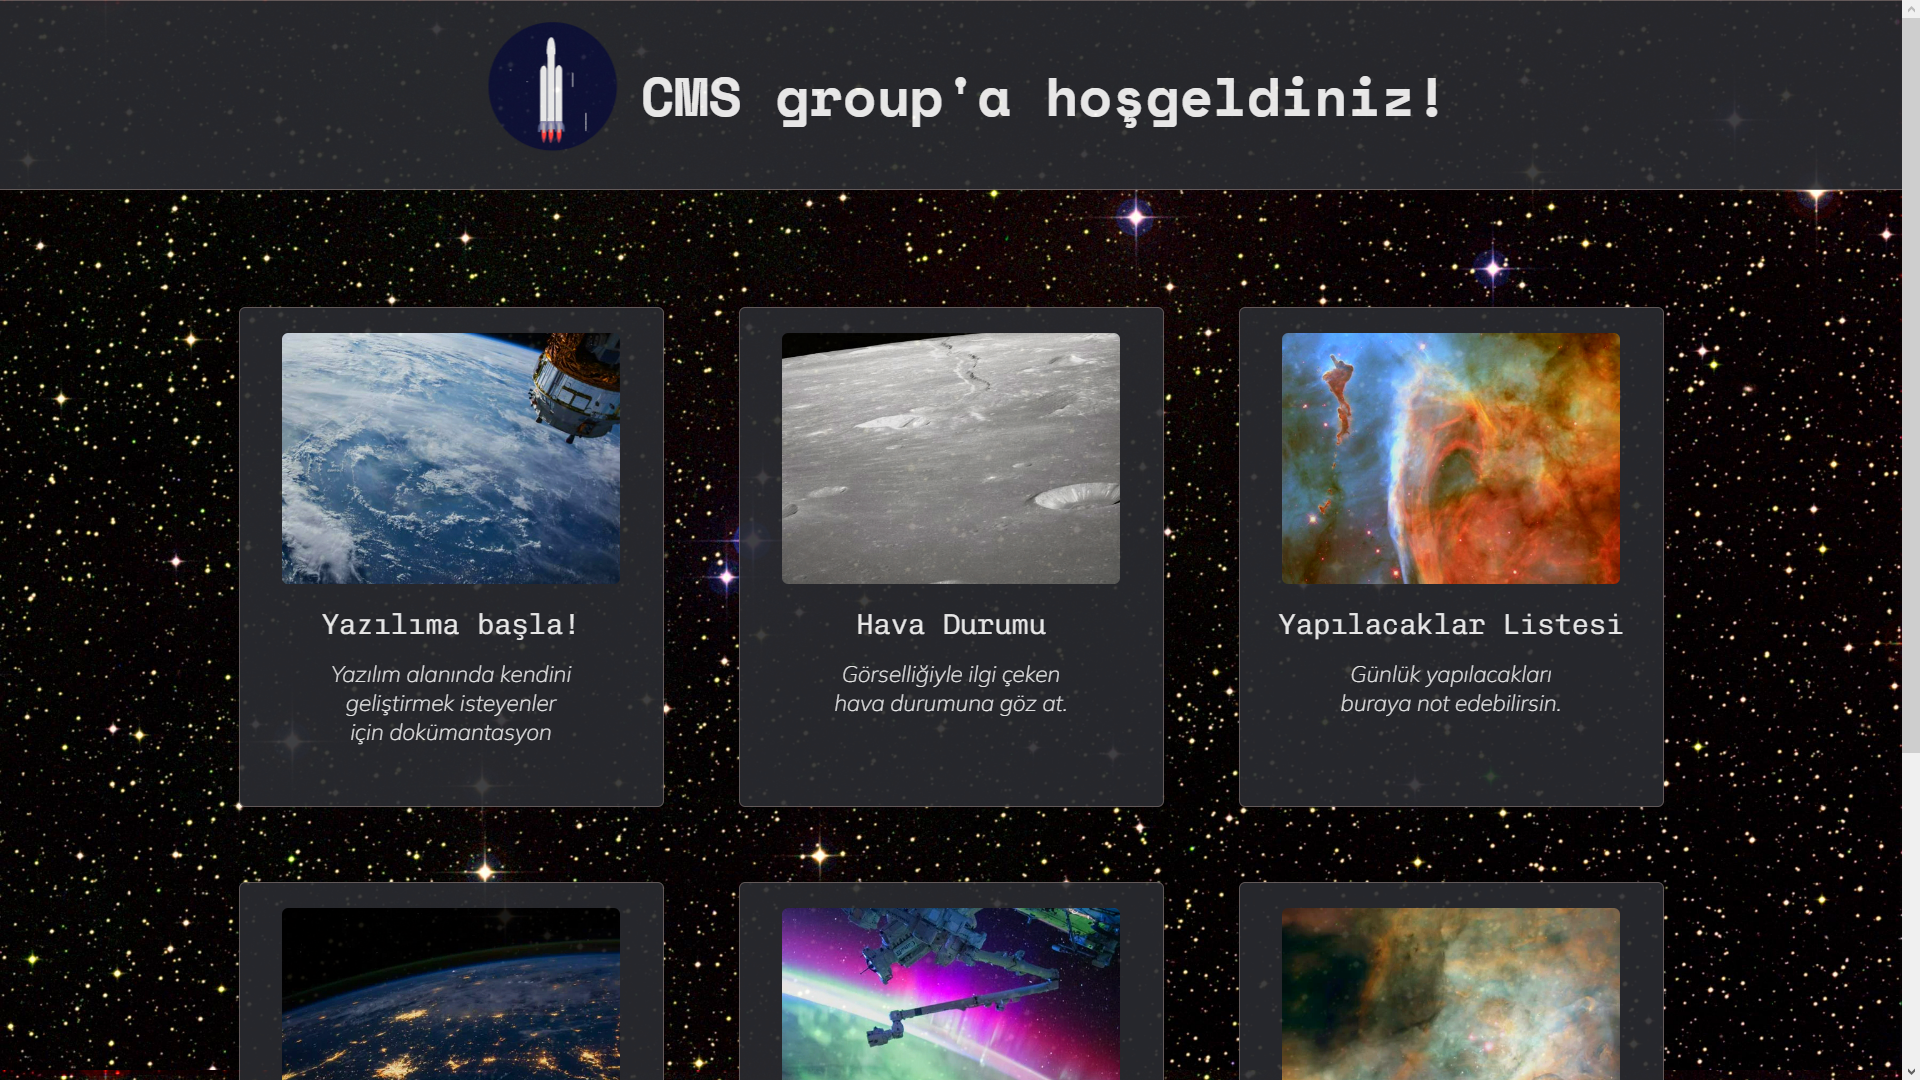 CMS group'a hoşgeldiniz!
Yazılıma başla!
Yazılım alanında kendini
geliştirmek isteyenler
için dokümantasyon
Hava Durumu
Görselliğiyle ilgi çeken
hava durumuna göz at.
Yapılacaklar Listesi
Günlük yapılacakları
buraya not edebilirsin.